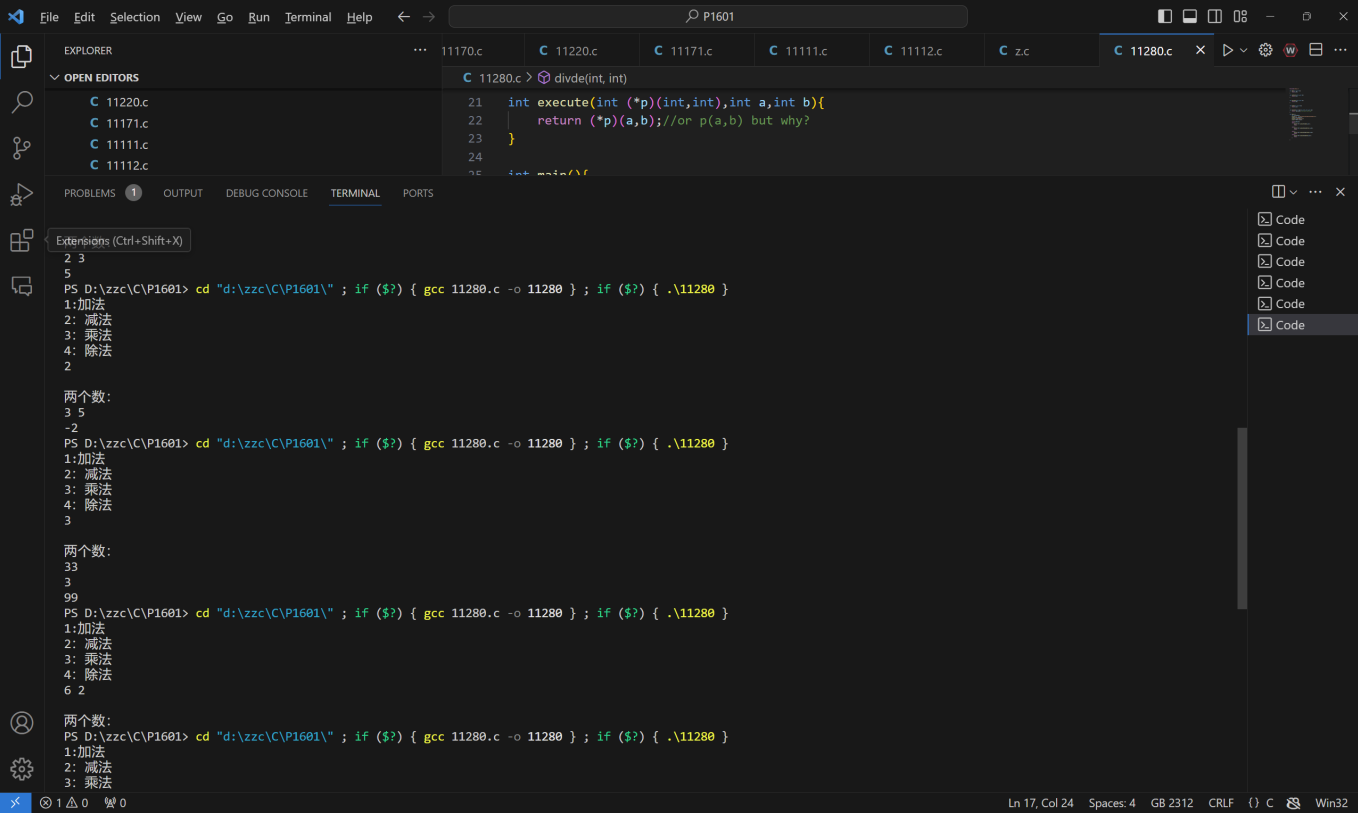 File Edit Selection View Go Run Terminal Help
P1601
EXPLORER
OPEN EDITORS
11220.c
11171.c
11111.c
11112.c
11170.c
C 11220.c
C 11171.c
C 11111.c
C 11112.c
C z.c
C 11280.c
C 11280.c > divde(int, int)
21 int execute(int (*p)(int,int),int a,int b){
22 return (*p)(a,b);//or p(a,b) but why?
23 }
24
25 int main(){
PROBLEMS 1 OUTPUT DEBUG CONSOLE TERMINAL PORTS
Extensions (Ctrl+Shift+X)
2 3
5
PS D:\zzc\C\P1601> cd "d:\zzc\C\P1601\" ; if ($?) { gcc 11280.c -o 11280 } ; if ($?) { .\11280 }
1:加法
2: 减法
3: 乘法
4: 除法
2
两个数:
3 5
-2
PS D:\zzc\C\P1601> cd "d:\zzc\C\P1601\" ; if ($?) { gcc 11280.c -o 11280 } ; if ($?) { .\11280 }
1:加法
2: 减法
3: 乘法
4: 除法
3
两个数:
33
3
99
PS D:\zzc\C\P1601> cd "d:\zzc\C\P1601\" ; if ($?) { gcc 11280.c -o 11280 } ; if ($?) { .\11280 }
1:加法
2: 减法
3: 乘法
4: 除法
6 2
两个数:
PS D:\zzc\C\P1601> cd "d:\zzc\C\P1601\" ; if ($?) { gcc 11280.c -o 11280 } ; if ($?) { .\11280 }
1:加法
2: 减法
3: 乘法
Code
Code
Code
Code
Code
Code
1 0 0
Ln 17, Col 24 Spaces: 4 GB 2312 CRLF {} C Win32